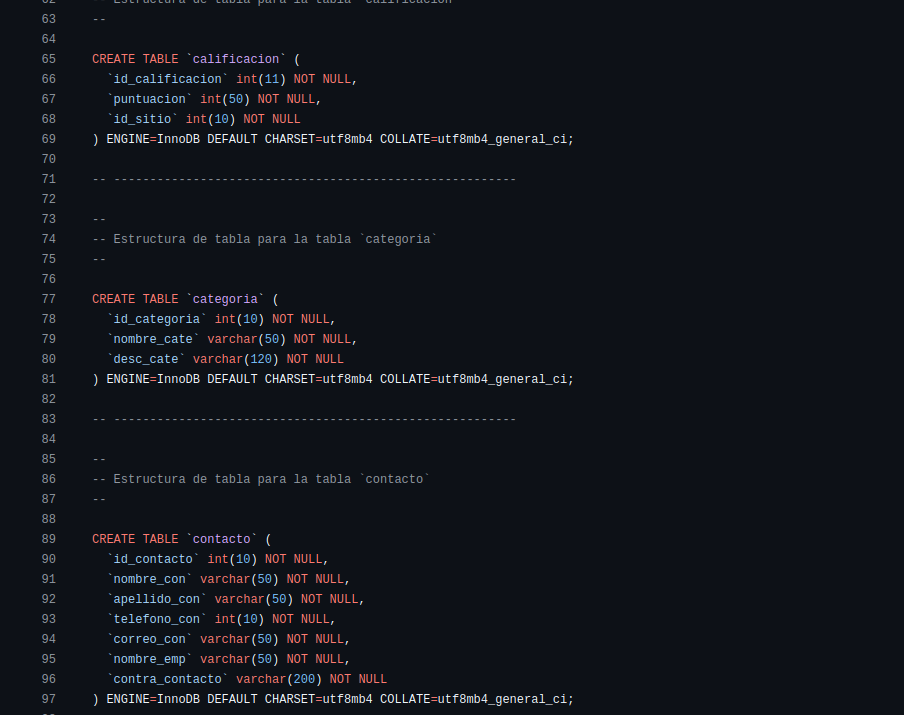 62 -- Estructura de tabla para la tabla `calificacion`
63 --
64
65 CREATE TABLE `calificacion` (
66   `id_calificacion` int(11) NOT NULL,
67   `puntuacion` int(50) NOT NULL,
68   `id_sitio` int(10) NOT NULL
69 ) ENGINE=InnoDB DEFAULT CHARSET=utf8mb4 COLLATE=utf8mb4_general_ci;
70
71 -- --------------------------------------------------------
72
73 --
74 -- Estructura de tabla para la tabla `categoria`
75 --
76
77 CREATE TABLE `categoria` (
78   `id_categoria` int(10) NOT NULL,
79   `nombre_cate` varchar(50) NOT NULL,
80   `desc_cate` varchar(120) NOT NULL
81 ) ENGINE=InnoDB DEFAULT CHARSET=utf8mb4 COLLATE=utf8mb4_general_ci;
82
83 -- --------------------------------------------------------
84
85 --
86 -- Estructura de tabla para la tabla `contacto`
87 --
88
89 CREATE TABLE `contacto` (
90   `id_contacto` int(10) NOT NULL,
91   `nombre_con` varchar(50) NOT NULL,
92   `apellido_con` varchar(50) NOT NULL,
93   `telefono_con` int(10) NOT NULL,
94   `correo_con` varchar(50) NOT NULL,
95   `nombre_emp` varchar(50) NOT NULL,
96   `contra_contacto` varchar(200) NOT NULL
97 ) ENGINE=InnoDB DEFAULT CHARSET=utf8mb4 COLLATE=utf8mb4_general_ci;